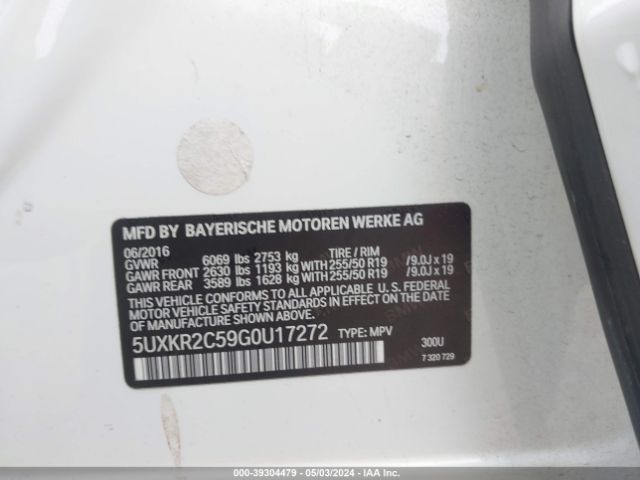 MFD BY BAYERISCHE MOTOREN WERKE AG
06/2016
GVWR 6069 lbs 2753 kg TIRE / RIM
GAWR FRONT 2630 lbs 1193 kg WITH 255/50 R19 /9.0J x 19
GAWR REAR 3589 lbs 1628 kg WITH 255/50 R19 /9.0J x 19
THIS VEHICLE CONFORMS TO ALL APPLICABLE U.S. FEDERAL
MOTOR VEHICLE SAFETY STANDARDS IN EFFECT ON THE
DATE OF MANUFACTURE SHOWN ABOVE.
5UXKR2C59G0U17272 TYPE: MPV 300U
7 320 729
000-39304479 - 05/03/2024 - IAA Inc. COPART